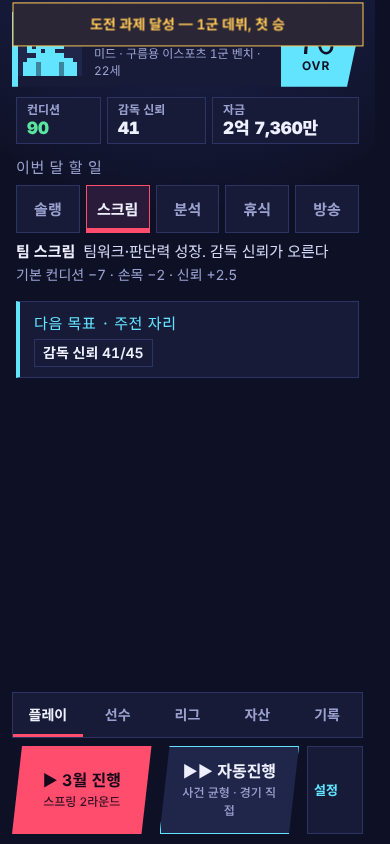 도전 과제 달성 — 1군 데뷔, 첫 승
미드 · 구룡용 이스포츠 1군 벤치 ·
22세
OVR
컨디션
90
감독 신뢰
41
자금
2억 7,360만
이번 달 할 일
솔랭
스크림
분석
휴식
방송
팀 스크림 팀워크·판단력 성장. 감독 신뢰가 오른다
기본 컨디션 −7 · 손목 −2 · 신뢰 +2.5
다음 목표 · 주전 자리
감독 신뢰 41/45
플레이
선수
리그
자산
기록
▶ 3월 진행
스프링 2라운드
▶▶ 자동진행
사건 균형 · 경기 직
접
설정